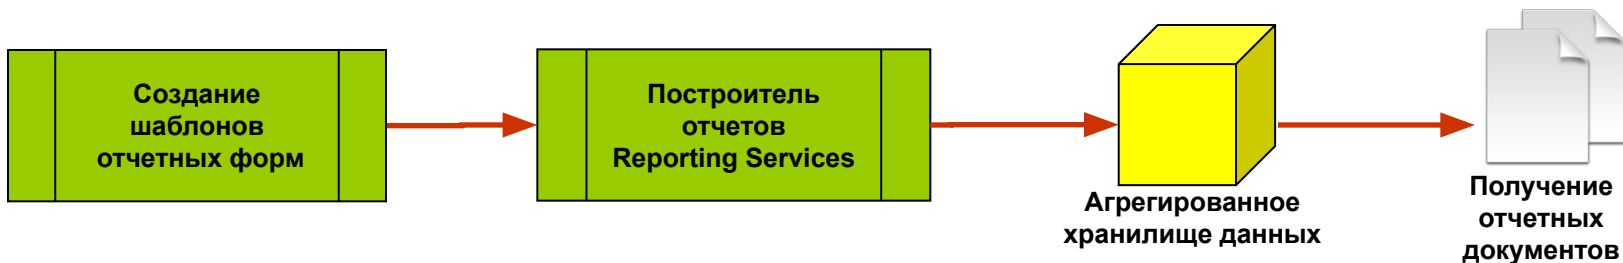 Создание
шаблонов
отчетных форм
Построитель
отчетов
Reporting Services
Агрегированное
хранилище данных
Получение
отчетных
документов